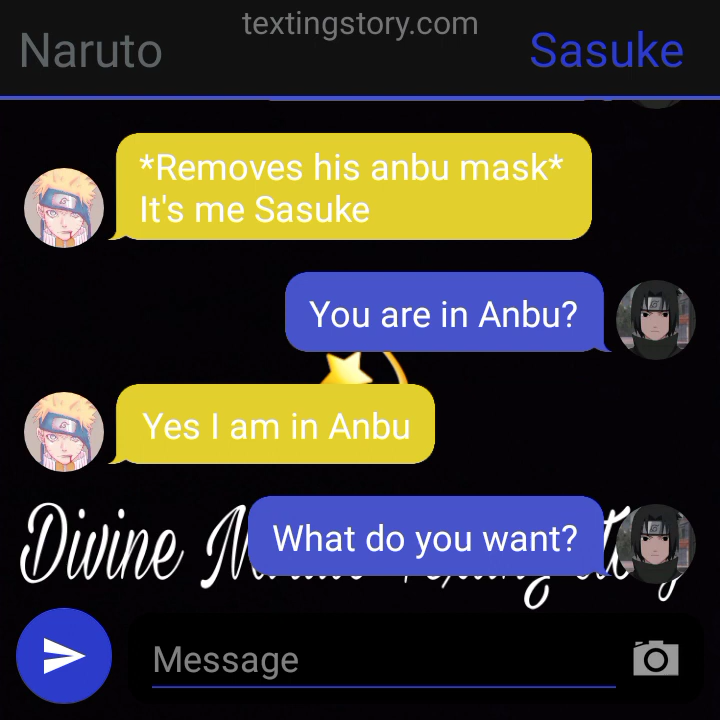 textingstory.com
Naruto Sasuke
*Removes his anbu mask*
It's me Sasuke
You are in Anbu?
Yes I am in Anbu
What do you want?
Divine
Message